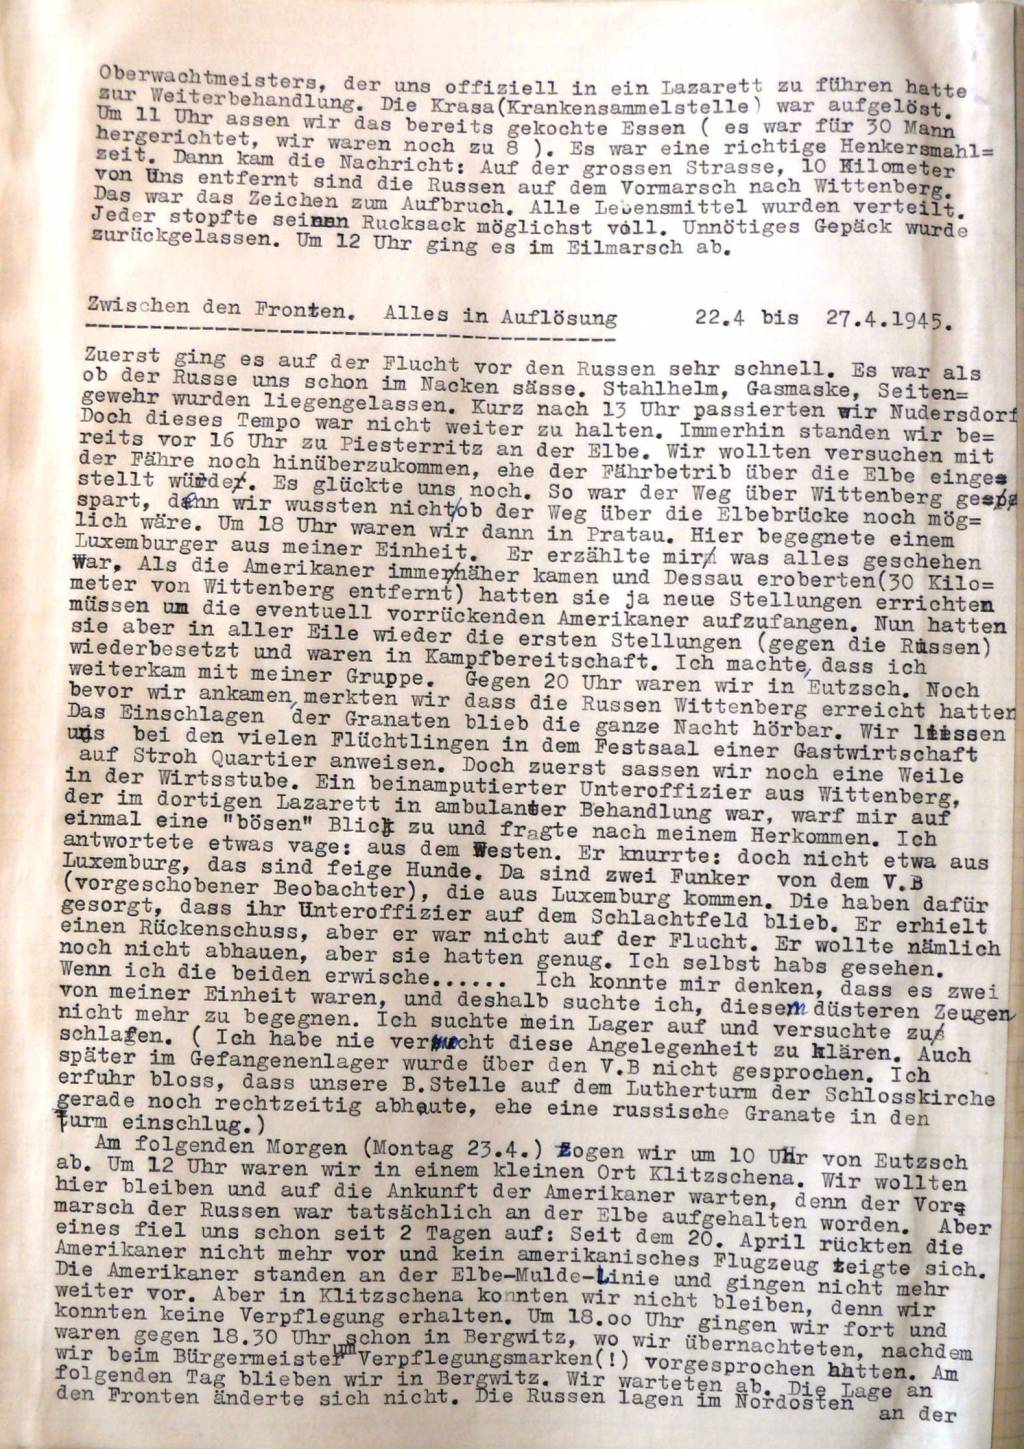 Oberwachtmeisters, der uns offiziell in ein Lazarett zu führen hatte
zur Weiterbehandlung. Die Krasa(Krankensammelstelle) war aufgelöst.
Um 11 Uhr assen wir das bereits gekochte Essen ( es war für 30 Mann
hergerichtet, wir waren noch zu 8 ). Es war eine richtige Henkersmahl=
zeit. Dann kam die Nachricht: Auf der grossen Strasse, 10 Kilometer
von Uns entfernt sind die Russen auf dem Vormarsch nach Wittenberg.
Das war das Zeichen zum Aufbruch. Alle Lebensmittel wurden verteilt.
Jeder stopfte seinen Rucksack möglichst voll. Unnötiges Gepäck wurde
zurückgelassen. Um 12 Uhr ging es im Eilmarsch ab.
Zwischen den Fronten. Alles in Auflösung 22.4 bis 27.4.1945.
Zuerst ging es auf der Flucht vor den Russen sehr schnell. Es war als
ob der Russe uns schon im Nacken sässe. Stahlhelm, Gasmaske, Seiten=
gewehr wurden liegengelassen. Kurz nach 13 Uhr passierten wir Nudersdorf
Doch dieses Tempo war nicht weiter zu halten. Immerhin standen wir be=
reits vor 16 Uhr zu Piesterritz an der Elbe. Wir wollten versuchen mit
der Fähre noch hinüberzukommen, ehe der Fährbetrib über die Elbe einge=
stellt würde. Es glückte uns noch. So war der Weg über Wittenberg ge=
spart, denn wir wussten nicht ob der Weg über die Elbebrücke noch mög=
lich wäre. Um 18 Uhr waren wir dann in Pratau. Hier begegnete einem
Luxemburger aus meiner Einheit. Er erzählte mir was alles geschehen
war. Als die Amerikaner immer näher kamen und Dessau eroberten(30 Kilo=
meter von Wittenberg entfernt) hatten sie ja neue Stellungen errichten
müssen um die eventuell vorrückenden Amerikaner aufzufangen. Nun hatten
sie aber in aller Eile wieder die ersten Stellungen (gegen die Russen)
wiederbesetzt und waren in Kampfbereitschaft. Ich machte, dass ich
weiterkam mit meiner Gruppe. Gegen 20 Uhr waren wir in Eutzsch. Noch
bevor wir ankamen, merkten wir dass die Russen Wittenberg erreicht hatten
Das Einschlagen der Granaten blieb die ganze Nacht hörbar. Wir liessen
uns bei den vielen Flüchtlingen in dem Festsaal einer Gastwirtschaft
auf Stroh Quartier anweisen. Doch zuerst sassen wir noch eine Weile
in der Wirtsstube. Ein beinamputierter Unteroffizier aus Wittenberg,
der im dortigen Lazarett in ambulanter Behandlung war, warf mir auf
einmal eine "bösen" Blick zu und fragte nach meinem Herkommen. Ich
antwortete etwas vage: aus dem Westen. Er knurrte: doch nicht etwa aus
Luxemburg, das sind feige Hunde. Da sind zwei Funker von dem V.B
(vorgeschobener Beobachter), die aus Luxemburg kommen. Die haben dafür
gesorgt, dass ihr Unteroffizier auf dem Schlachtfeld blieb. Er erhielt
einen Rückenschuss, aber er war nicht auf der Flucht. Er wollte nämlich
noch nicht abhauen, aber sie hatten genug. Ich selbst habs gesehen.
Wenn ich die beiden erwische...... Ich konnte mir denken, dass es zwei
von meiner Einheit waren, und deshalb suchte ich, diesem düsteren Zeugen
nicht mehr zu begegnen. Ich suchte mein Lager auf und versuchte zu
schlafen. ( Ich habe nie versucht diese Angelegenheit zu klären. Auch
später im Gefangenenlager wurde über den V.B nicht gesprochen. Ich
erfuhr bloss, dass unsere B.Stelle auf dem Lutherturm der Schlosskirche
gerade noch rechtzeitig abhaute, ehe eine russische Granate in den
Turm einschlug.)
Am folgenden Morgen (Montag 23.4.) zogen wir um 10 UHr von Eutzsch
ab. Um 12 Uhr waren wir in einem kleinen Ort Klitzschena. Wir wollten
hier bleiben und auf die Ankunft der Amerikaner warten, denn der Vor=
marsch der Russen war tatsächlich an der Elbe aufgehalten worden. Aber
eines fiel uns schon seit 2 Tagen auf: Seit dem 20. April rückten die
Amerikaner nicht mehr vor und kein amerikanisches Flugzeug zeigte sich.
Die Amerikaner standen an der Elbe-Mulde-Linie und gingen nicht mehr
weiter vor. Aber in Klitzschena konnten wir nicht bleiben, denn wir
konnten keine Verpflegung erhalten. Um 18.oo Uhr gingen wir fort und
waren gegen 18.30 Uhr schon in Bergwitz, wo wir übernachteten, nachdem
wir beim Bürgermeister um Verpflegungsmarken(!) vorgesprochen hatten. Am
folgenden Tag blieben wir in Bergwitz. Wir warteten ab. Die Lage an
den Fronten änderte sich nicht. Die Russen lagen im Nordosten
an der